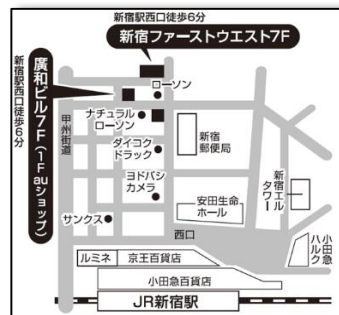 新宿駅西口徒歩6分
新宿ファーストウエスト7F
新宿駅西口徒歩6分
廣和ビル7F(1F auショップ)
ローソン
ナチュラル
ローソン
甲州街道
ダイコク
ドラッグ
新宿
郵便局
ヨドバシ
カメラ
新宿エル
タワー
安田生命
ホール
サンクス
西口
小田急
ハルク
ルミネ
京王百貨店
小田急百貨店
JR新宿駅